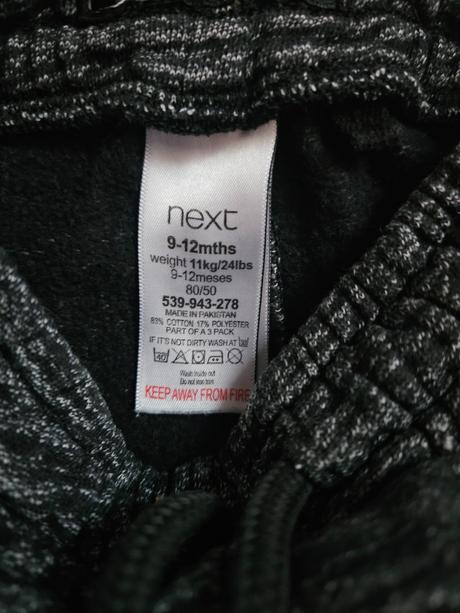 next
9-12mths
weight 11kg/24lbs
9-12meses
80/50
539-943-278
MADE IN PAKISTAN
83% COTTON 17% POLYESTER
PART OF A 3 PACK
IF IT'S NOT DIRTY WASH AT
40
Wash inside out
Do not iron trim
KEEP AWAY FROM FIRE